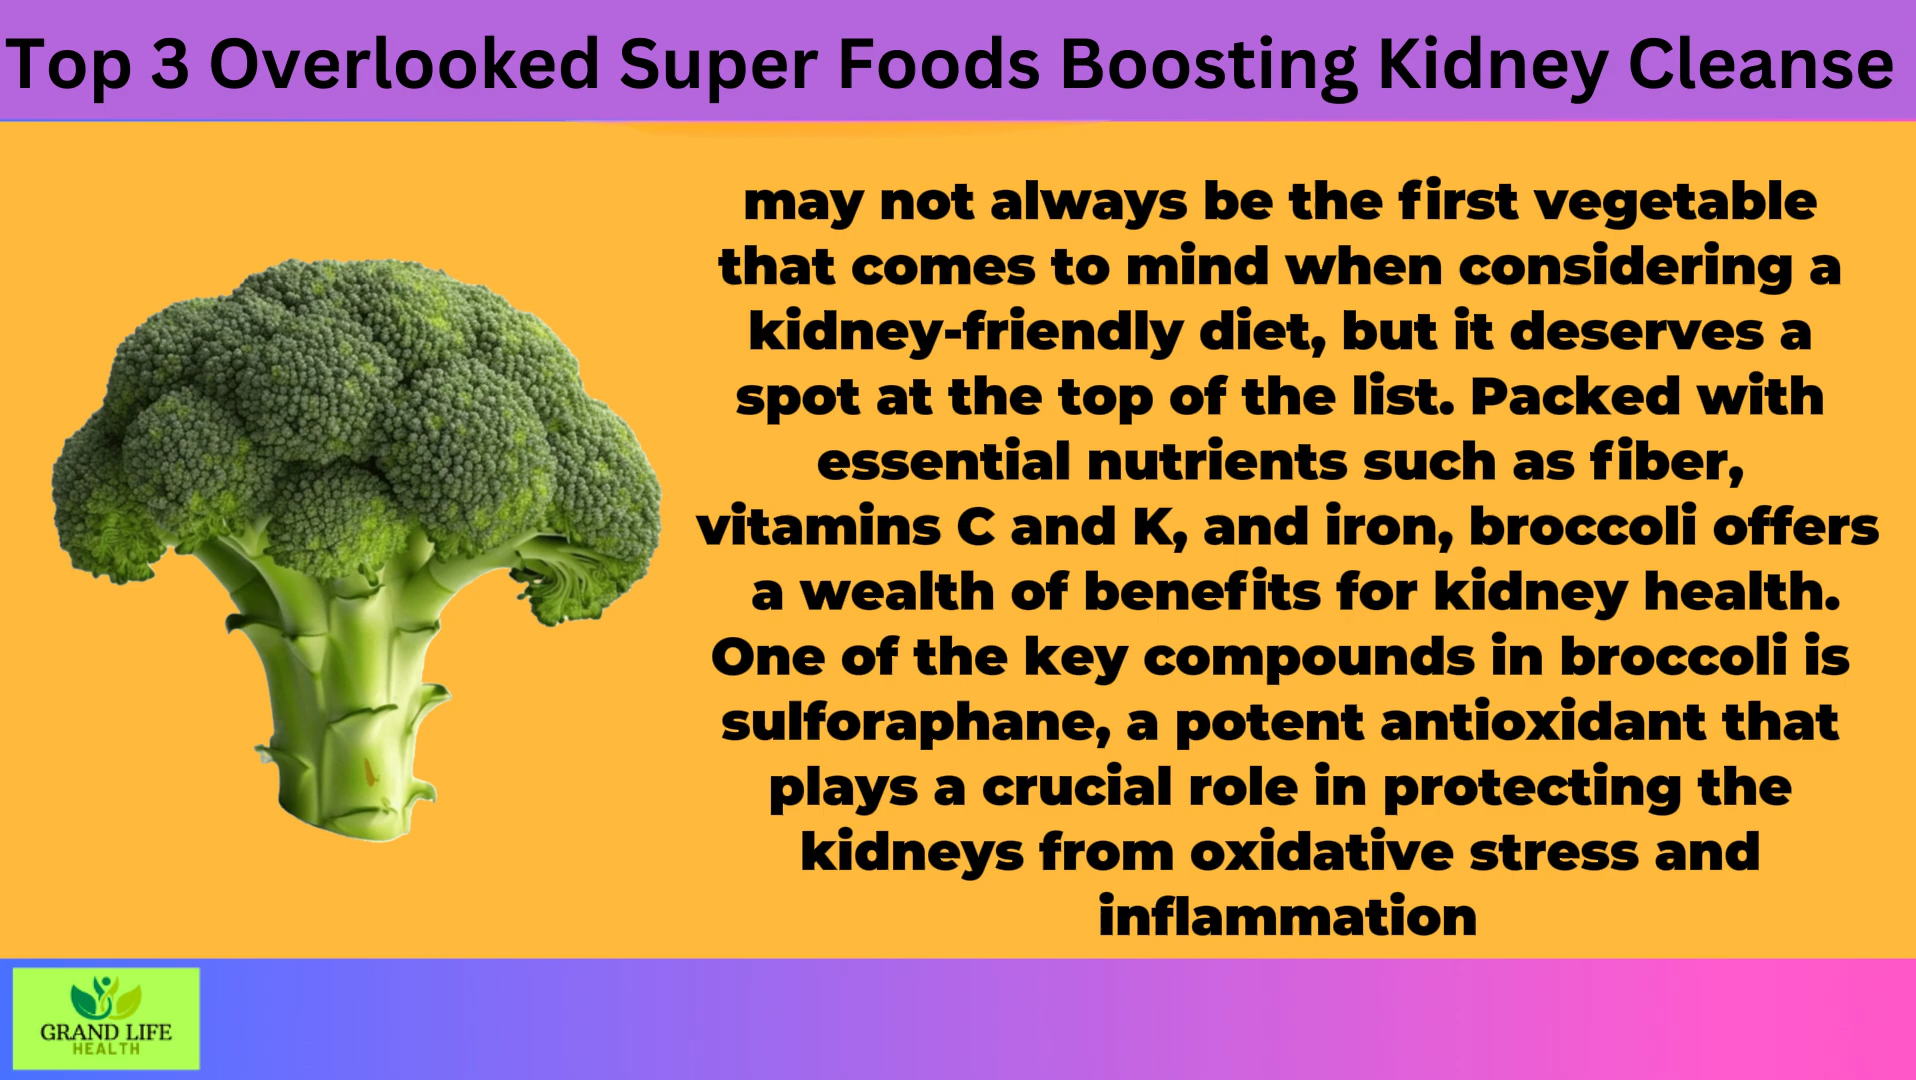 Top 3 Overlooked Super Foods Boosting Kidney Cleanse
may not always be the first vegetable
that comes to mind when considering a
kidney-friendly diet, but it deserves a
spot at the top of the list. Packed with
essential nutrients such as fiber,
vitamins C and K, and iron, broccoli offers
a wealth of benefits for kidney health.
One of the key compounds in broccoli is
sulforaphane, a potent antioxidant that
plays a crucial role in protecting the
kidneys from oxidative stress and
inflammation
GRAND LIFE
HEALTH